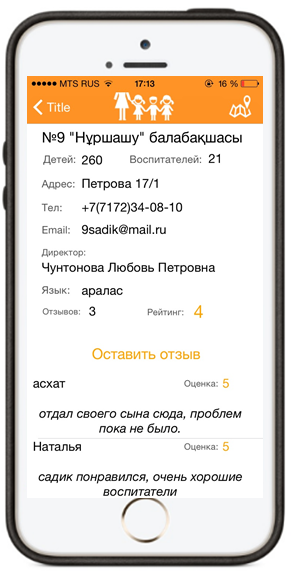 MTS RUS 17:13 16 %
Title
№9 "Нұршашу" балабақшасы
Детей: 260 Воспитателей: 21
Адрес: Петрова 17/1
Тел: +7(7172)34-08-10
Email: 9sadik@mail.ru
Директор:
Чунтонова Любовь Петровна
Язык: аралас
Отзывов: 3 Рейтинг: 4
Оставить отзыв
асхат Оценка: 5
отдал своего сына сюда, проблем
пока не было.
Наталья Оценка: 5
садик понравился, очень хорошие
воспитатели